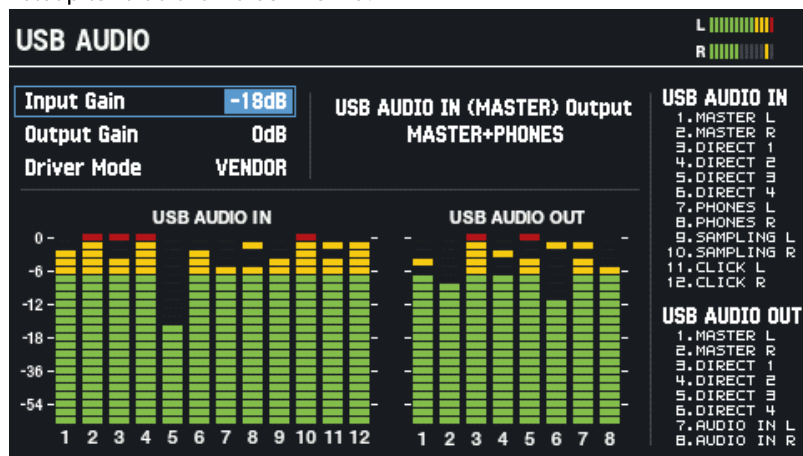 USB AUDIO
L
R
Input Gain -18dB
Output Gain 0dB
Driver Mode VENDOR
USB AUDIO IN (MASTER) Output
MASTER+PHONES
USB AUDIO IN
0
-6
-12
-18
-36
-54
1 2 3 4 5 6 7 8 9 10 11 12
USB AUDIO OUT
1 2 3 4 5 6 7 8
USB AUDIO IN
1.MASTER L
2.MASTER R
3.DIRECT 1
4.DIRECT 2
5.DIRECT 3
6.DIRECT 4
7.PHONES L
8.PHONES R
9.SAMPLING L
10.SAMPLING R
11.CLICK L
12.CLICK R
USB AUDIO OUT
1.MASTER L
2.MASTER R
3.DIRECT 1
4.DIRECT 2
5.DIRECT 3
6.DIRECT 4
7.AUDIO IN L
8.AUDIO IN R